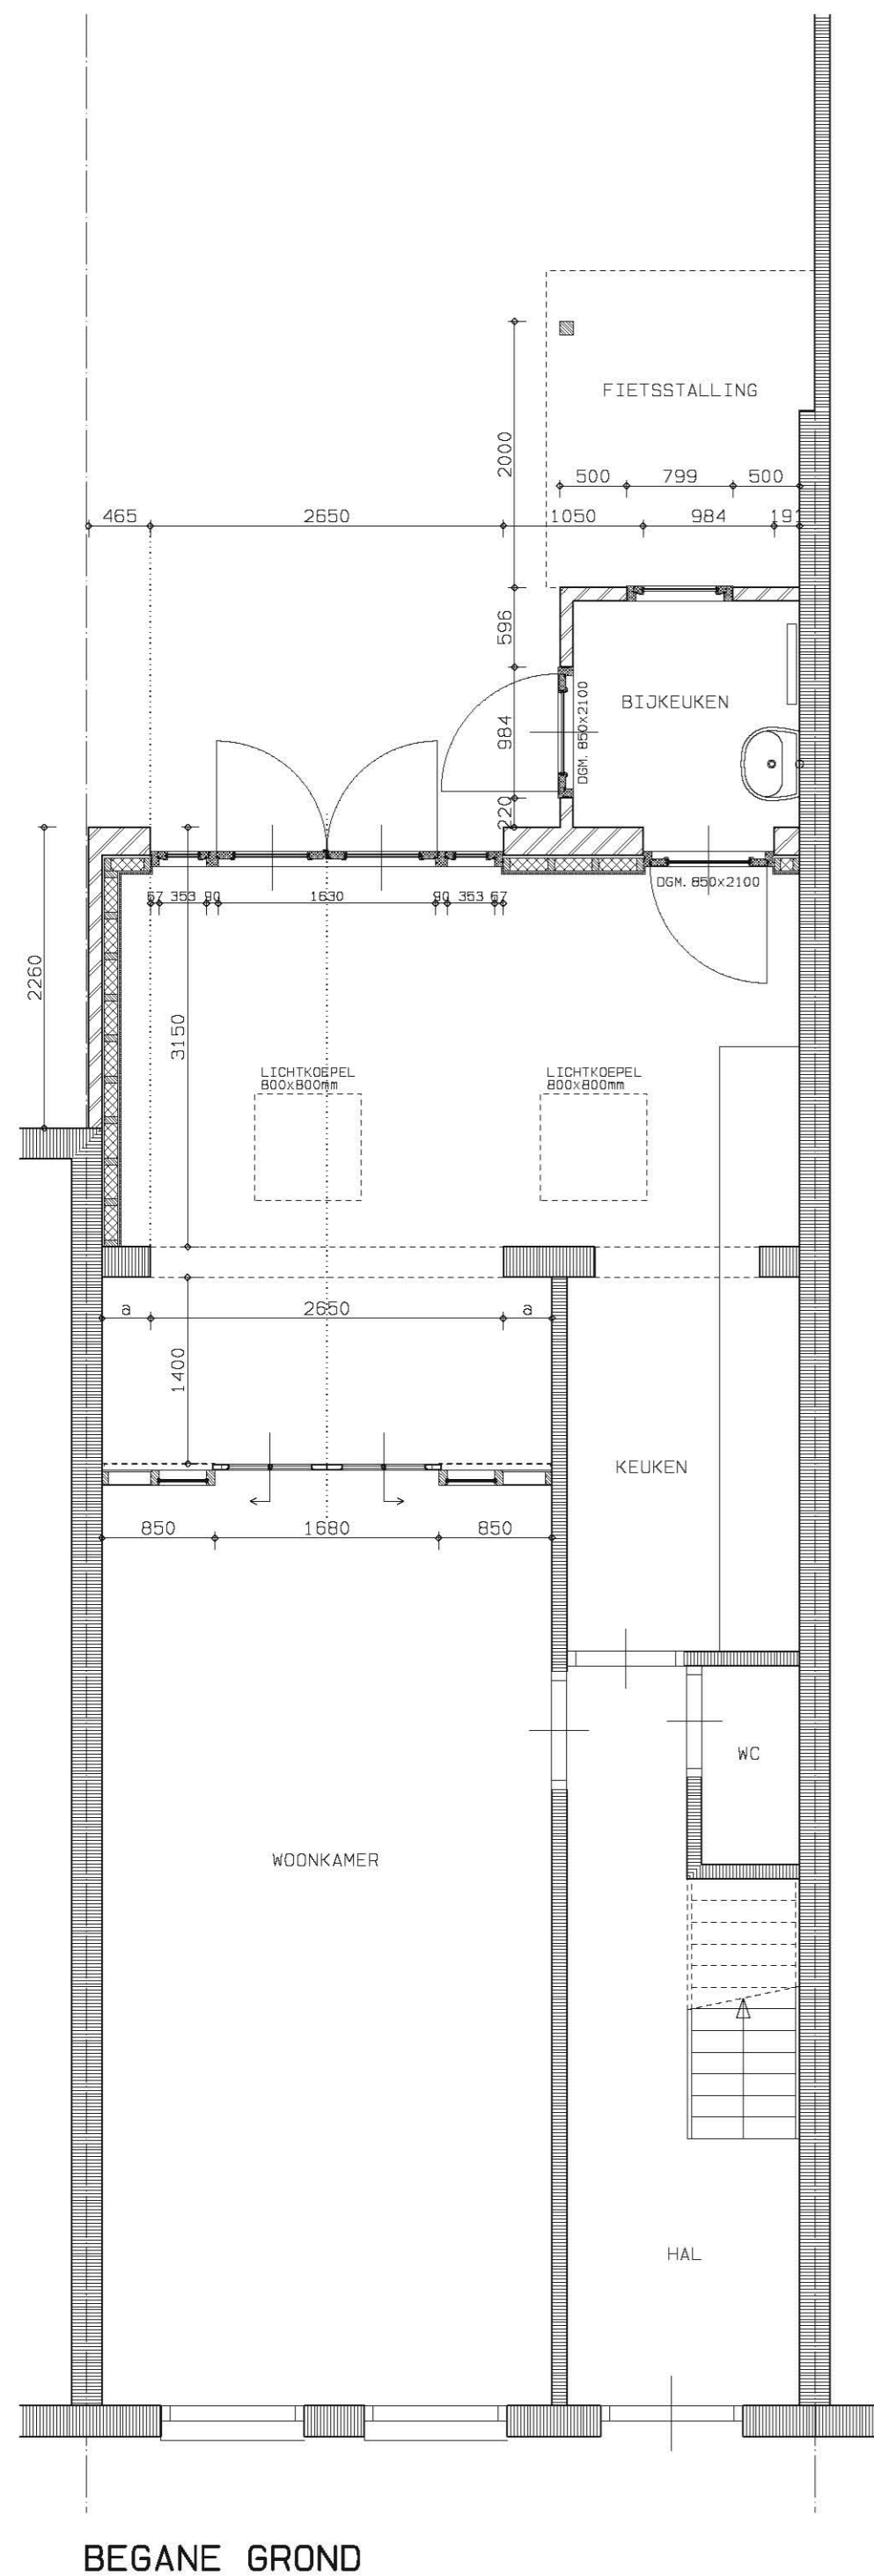 FIETSSTALLING
2000
500 799 500
465 2650 1050 984 191
596
BIJKEUKEN
984
DGM. 850x2100
220
DGM. 850x2100
67 353 90 1630 90 353 67
2260
3150
LICHTKOEPEL
800x800mm
LICHTKOEPEL
800x800mm
a 2650 a
1400
KEUKEN
850 1680 850
WC
WOONKAMER
HAL
BEGANE GROND